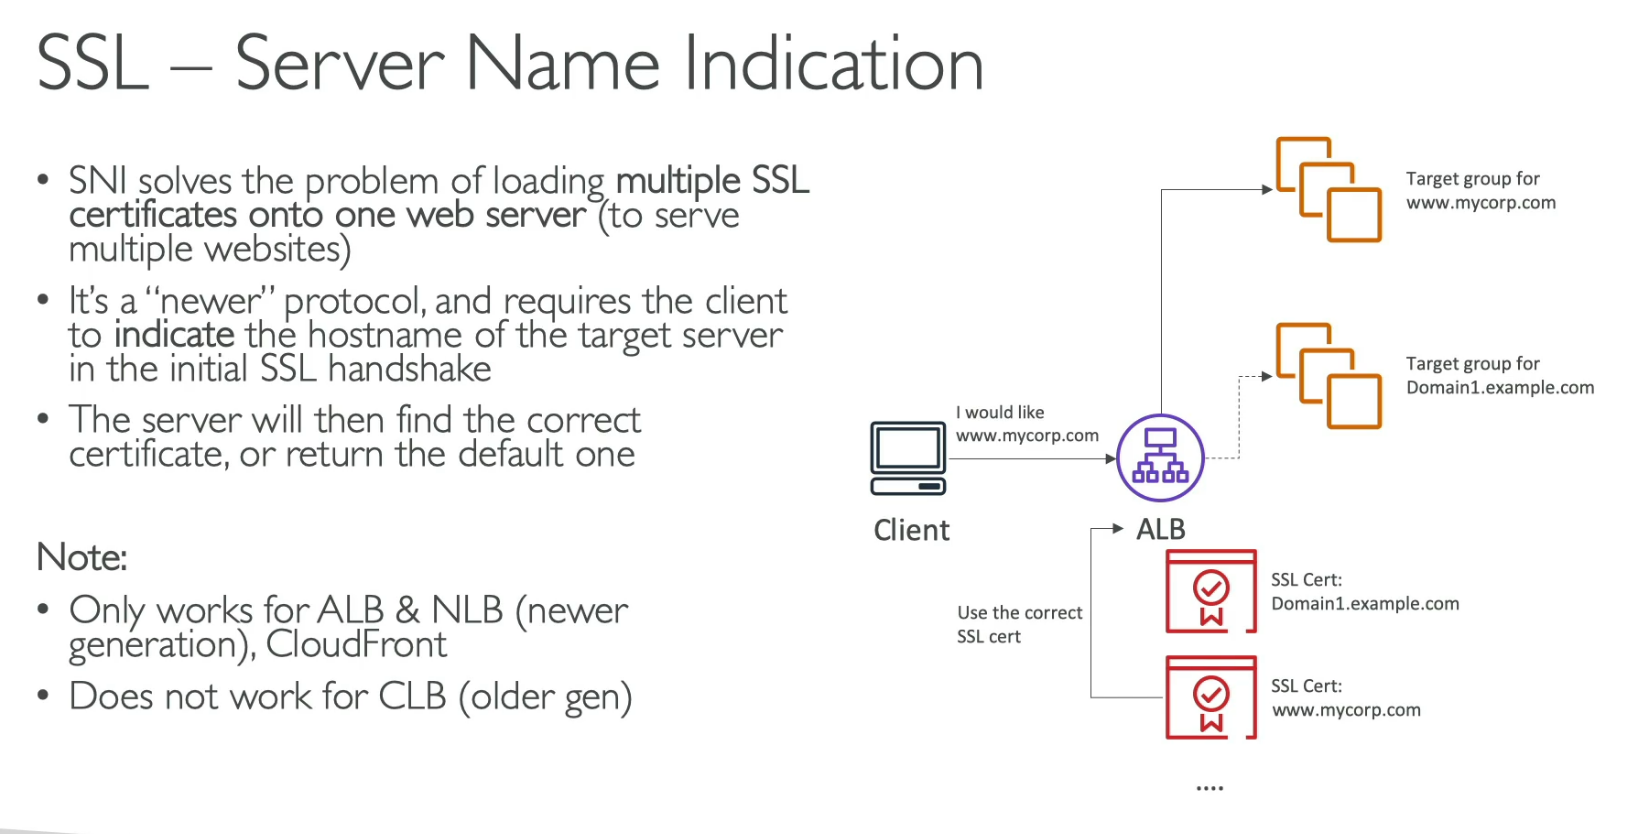 SSL – Server Name Indication
• SNI solves the problem of loading multiple SSL
certificates onto one web server (to serve
multiple websites)
• It's a “newer” protocol, and requires the client
to indicate the hostname of the target server
in the initial SSL handshake
• The server will then find the correct
certificate, or return the default one
Note:
• Only works for ALB & NLB (newer
generation), CloudFront
• Does not work for CLB (older gen)
Target group for
www.mycorp.com
Target group for
Domain1.example.com
I would like
www.mycorp.com
Client
ALB
Use the correct
SSL cert
SSL Cert:
Domain1.example.com
SSL Cert:
www.mycorp.com
....